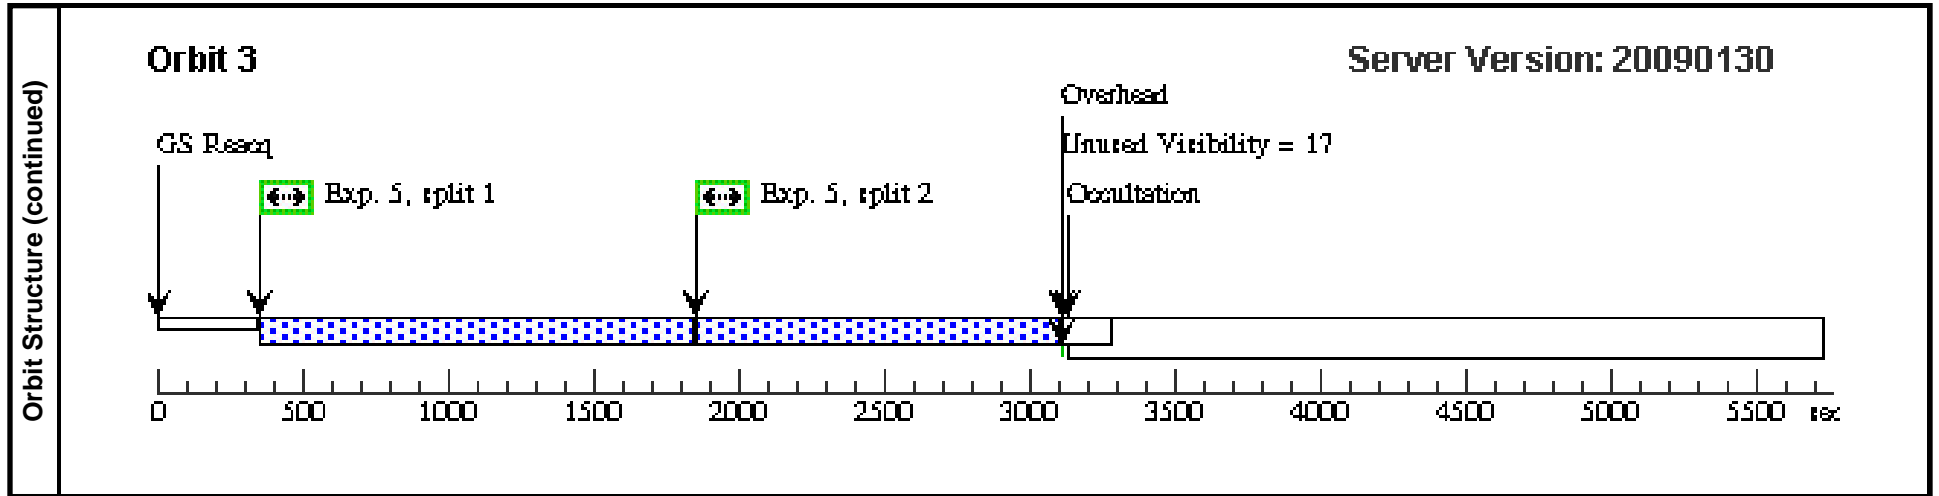 Orbit Structure (continued)
Orbit 3
Server Version: 20090130
Overhead
GS Reacq
Unused Visibility = 17
Exp. 5, split 1
Exp. 5, split 2
Occultation
0 500 1000 1500 2000 2500 3000 3500 4000 4500 5000 5500 sec